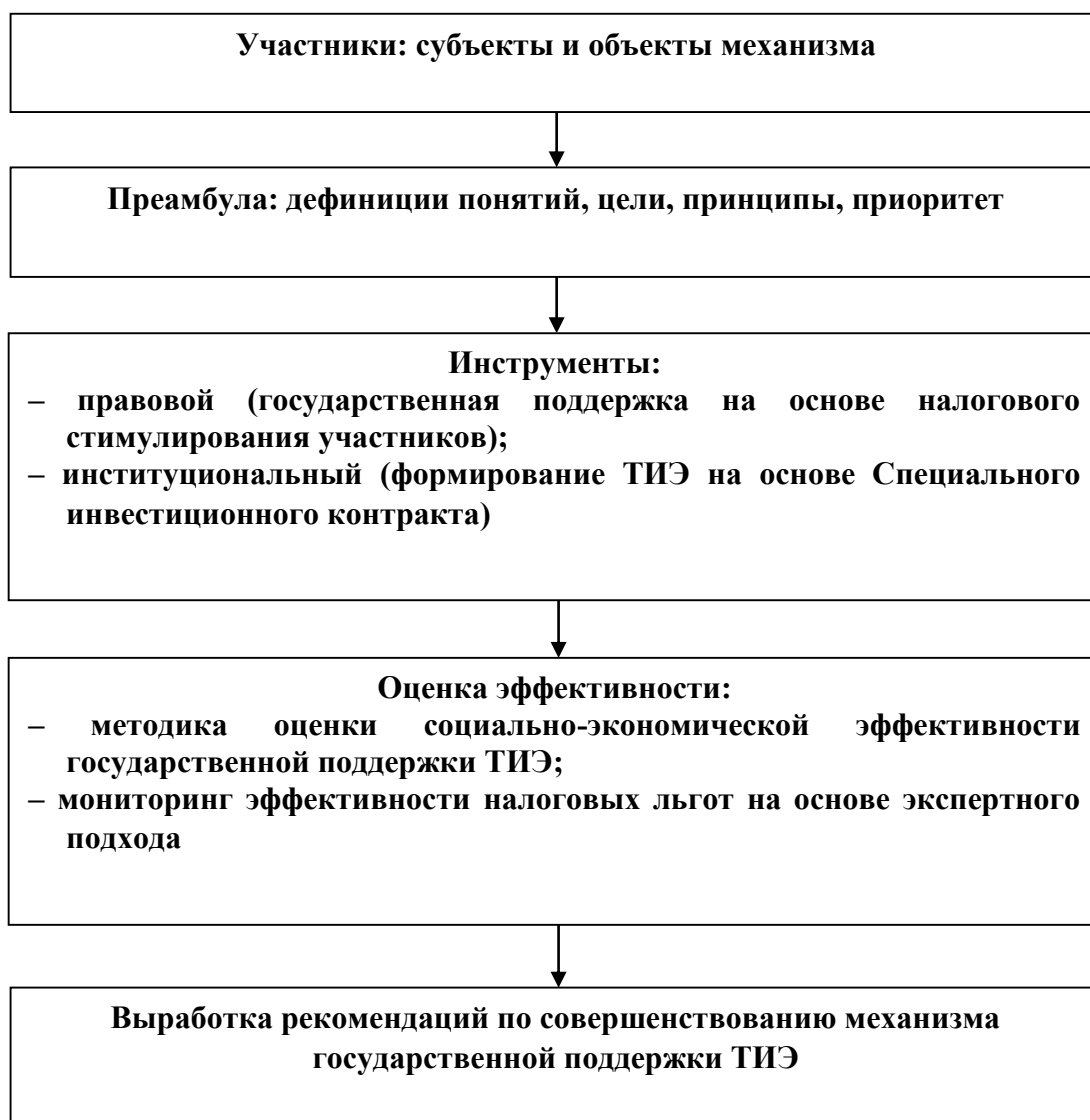 Участники: субъекты и объекты механизма
Преамбула: дефиниции понятий, цели, принципы, приоритет
Инструменты:
– правовой (государственная поддержка на основе налогового
стимулирования участников);
– институциональный (формирование ТИЭ на основе Специального
инвестиционного контракта)
Оценка эффективности:
– методика оценки социально-экономической эффективности
государственной поддержки ТИЭ;
– мониторинг эффективности налоговых льгот на основе экспертного
подхода
Выработка рекомендаций по совершенствованию механизма
государственной поддержки ТИЭ